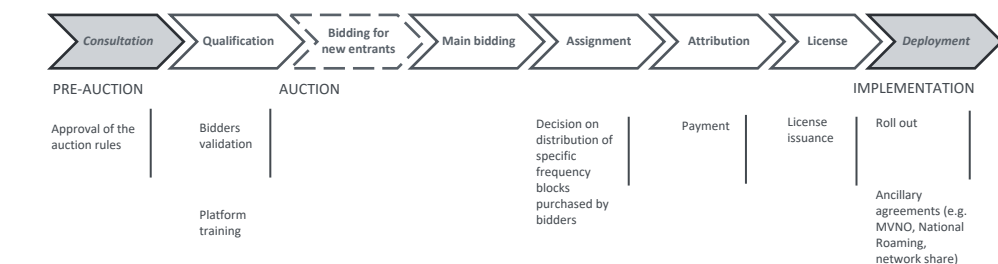 Consultation
Qualification
Bidding for
new entrants
Main bidding
Assignment
Attribution
License
Deployment
PRE-AUCTION
AUCTION
IMPLEMENTATION
Approval of the
auction rules
Bidders
validation
Platform
training
Decision on
distribution of
specific
frequency
blocks
purchased by
bidders
Payment
License
issuance
Roll out
Ancillary
agreements (e.g.
MVNO, National
Roaming,
network share)